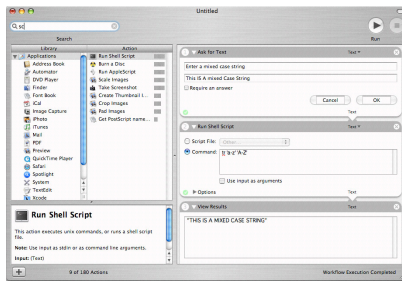 Untitled
sc
Search
Run
Library
Action
Applications
Address Book
Automator
DVD Player
Finder
Font Book
iCal
Image Capture
iPhoto
iTunes
Mail
PDF
Preview
QuickTime Player
Safari
Spotlight
System
TextEdit
Xcode
Run Shell Script
Burn a Disc
Run AppleScript
Scale Images
Take Screenshot
Create Thumbnail I...
Crop Images
Pad Images
Get PostScript name...
Run Shell Script
This action executes unix commands, or runs a shell script file.
Note: Use input as stdin or as command line arguments.
Input: (Text)
9 of 180 Actions
Ask for Text
Text
Enter a mixed case string
This IS A mixed Case String
Require an answer
Cancel
OK
Text
Run Shell Script
Text
Script File:
Other...
Command:
tr 'a-z' 'A-Z'
Use input as arguments
Options
Text
View Results
Text
"THIS IS A MIXED CASE STRING"
Workflow Execution Completed